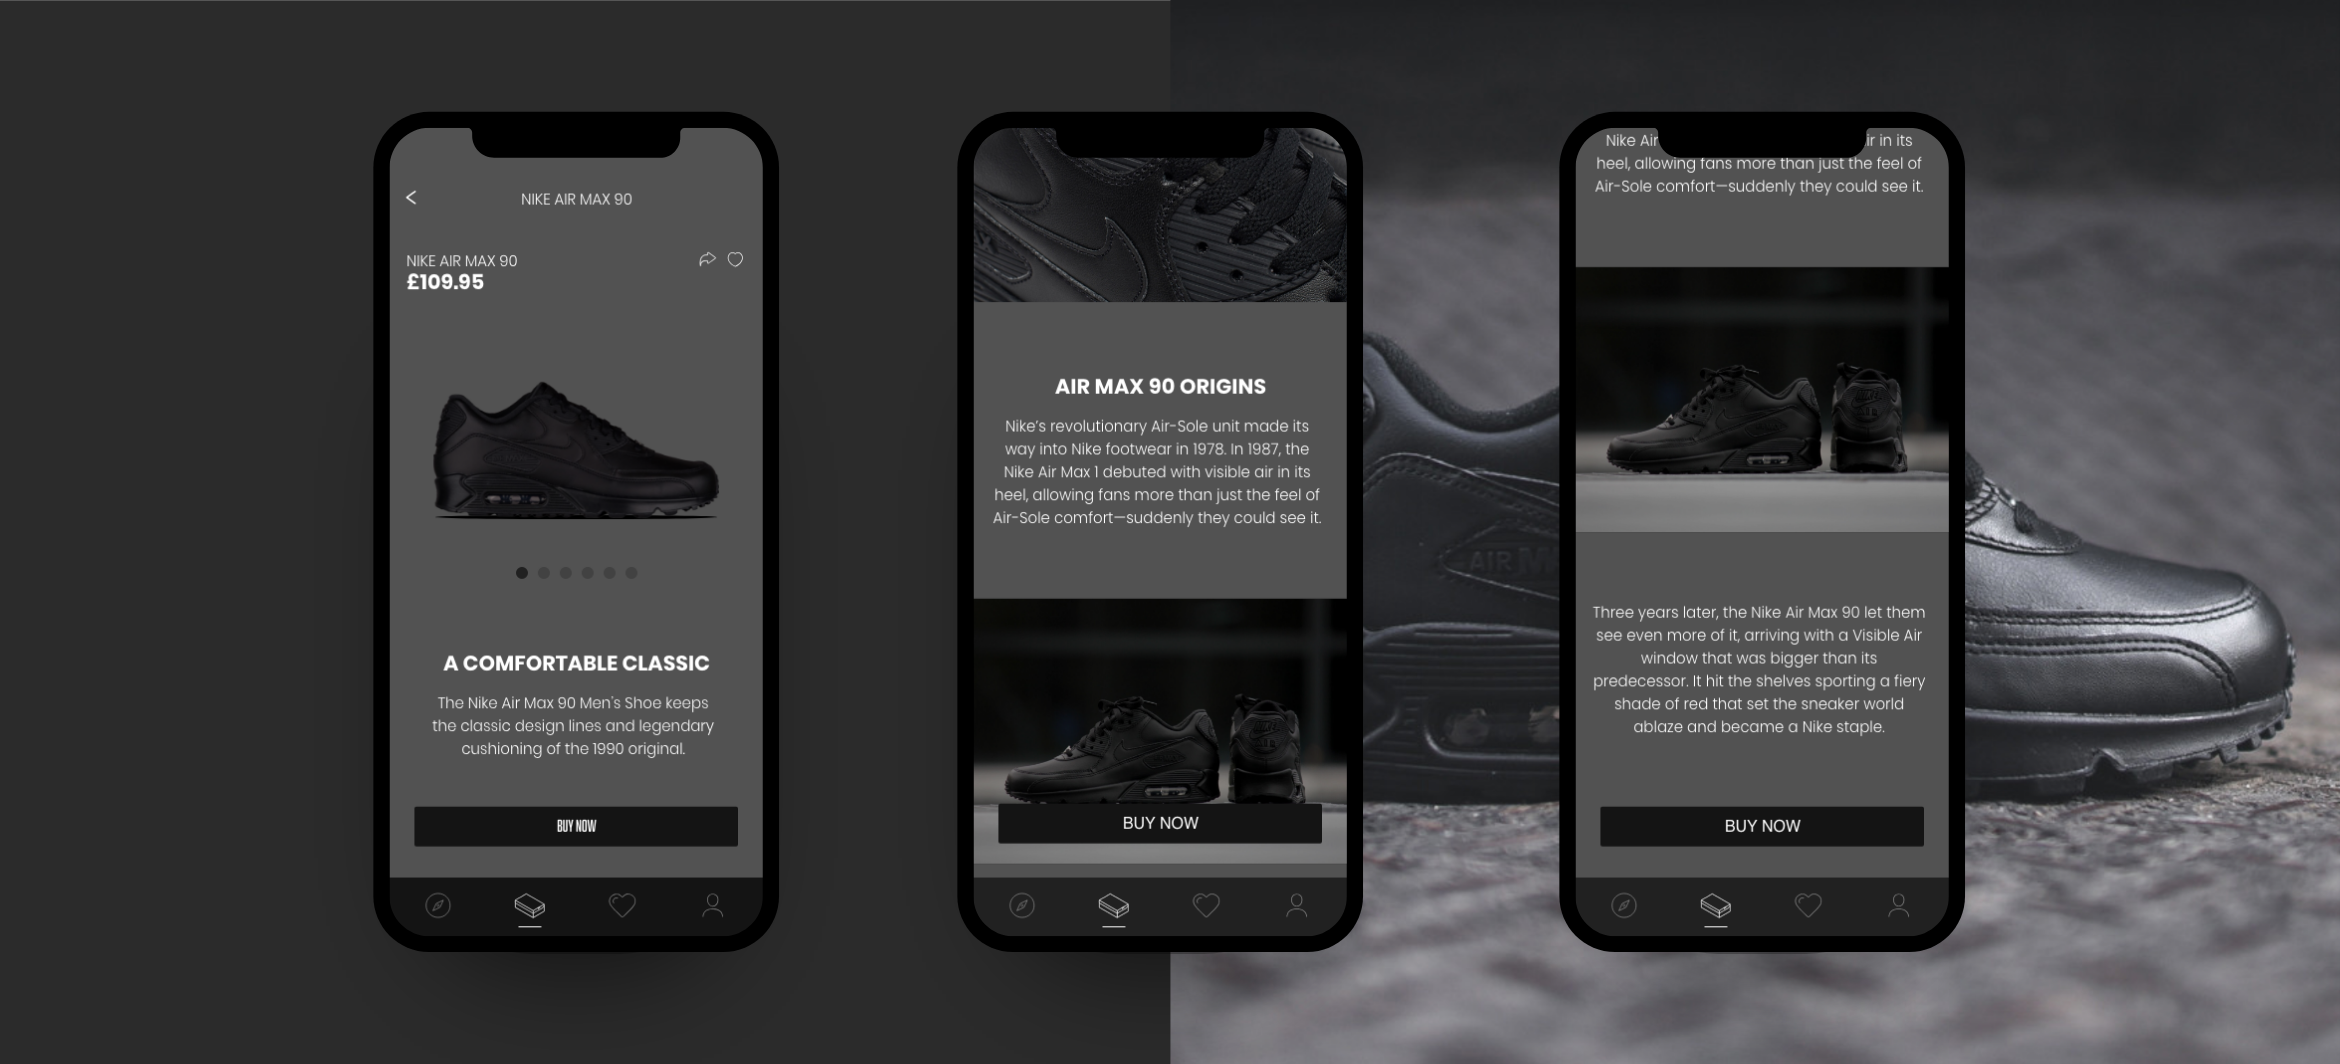 <
NIKE AIR MAX 90
NIKE AIR MAX 90
£109.95
A COMFORTABLE CLASSIC
The Nike Air Max 90 Men's Shoe keeps
the classic design lines and legendary
cushioning of the 1990 original.
BUY NOW
AIR MAX 90 ORIGINS
Nike's revolutionary Air-Sole unit made its
way into Nike footwear in 1978. In 1987, the
Nike Air Max 1 debuted with visible air in its
heel, allowing fans more than just the feel of
Air-Sole comfort—suddenly they could see it.
BUY NOW
AIR M
Nike Air ir in its
heel, allowing fans more than just the feel of
Air-Sole comfort—suddenly they could see it.
Three years later, the Nike Air Max 90 let them
see even more of it, arriving with a Visible Air
window that was bigger than its
predecessor. It hit the shelves sporting a fiery
shade of red that set the sneaker world
ablaze and became a Nike staple.
BUY NOW